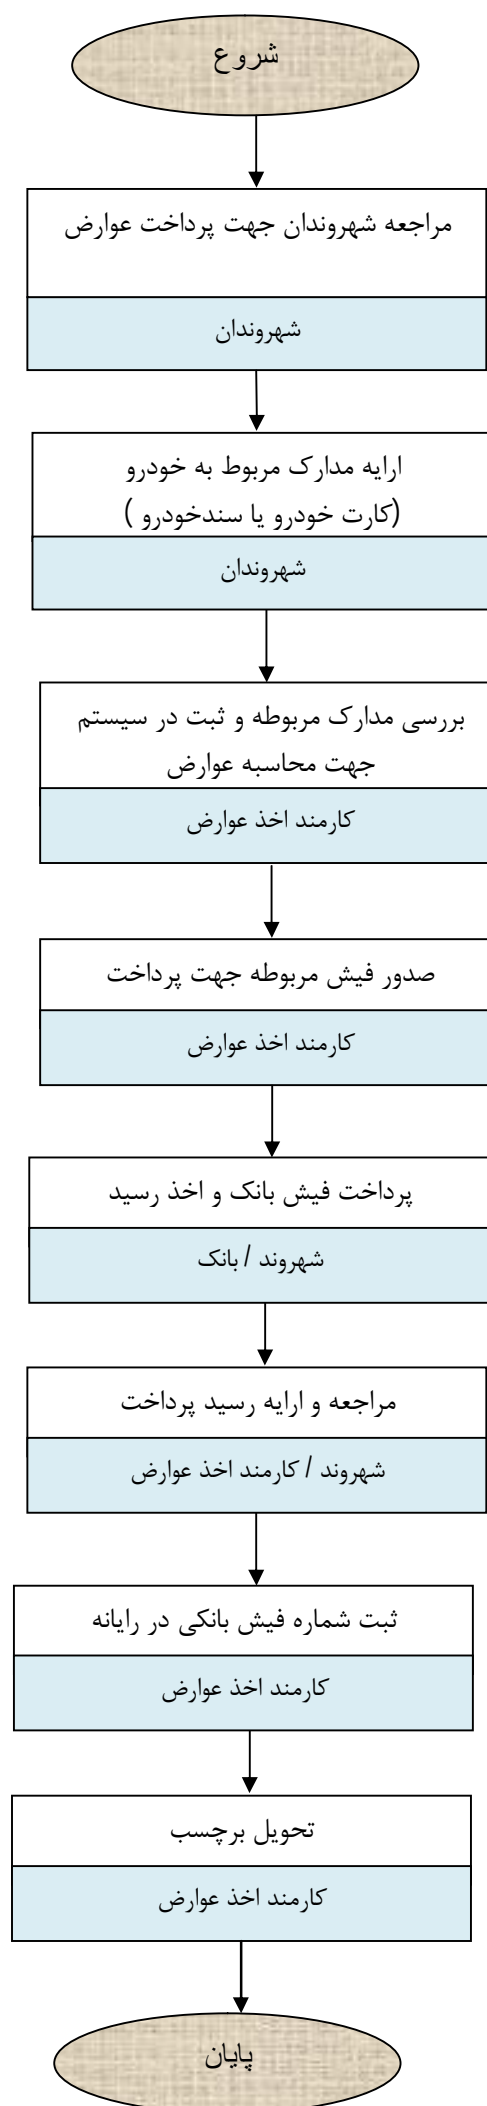 شروع
مراجعه شهروندان جهت پرداخت عوارض
شهروندان
ارایه مدارک مربوط به خودرو
(کارت خودرو یا سندخودرو )
شهروندان
بررسی مدارک مربوطه و ثبت در سیستم
جهت محاسبه عوارض
کارمند اخذ عوارض
صدور فیش مربوطه جهت پرداخت
کارمند اخذ عوارض
پرداخت فیش بانک و اخذ رسید
شهروند / بانک
مراجعه و ارایه رسید پرداخت
شهروند / کارمند اخذ عوارض
ثبت شماره فیش بانکی در رایانه
کارمند اخذ عوارض
تحویل برچسب
کارمند اخذ عوارض
پایان